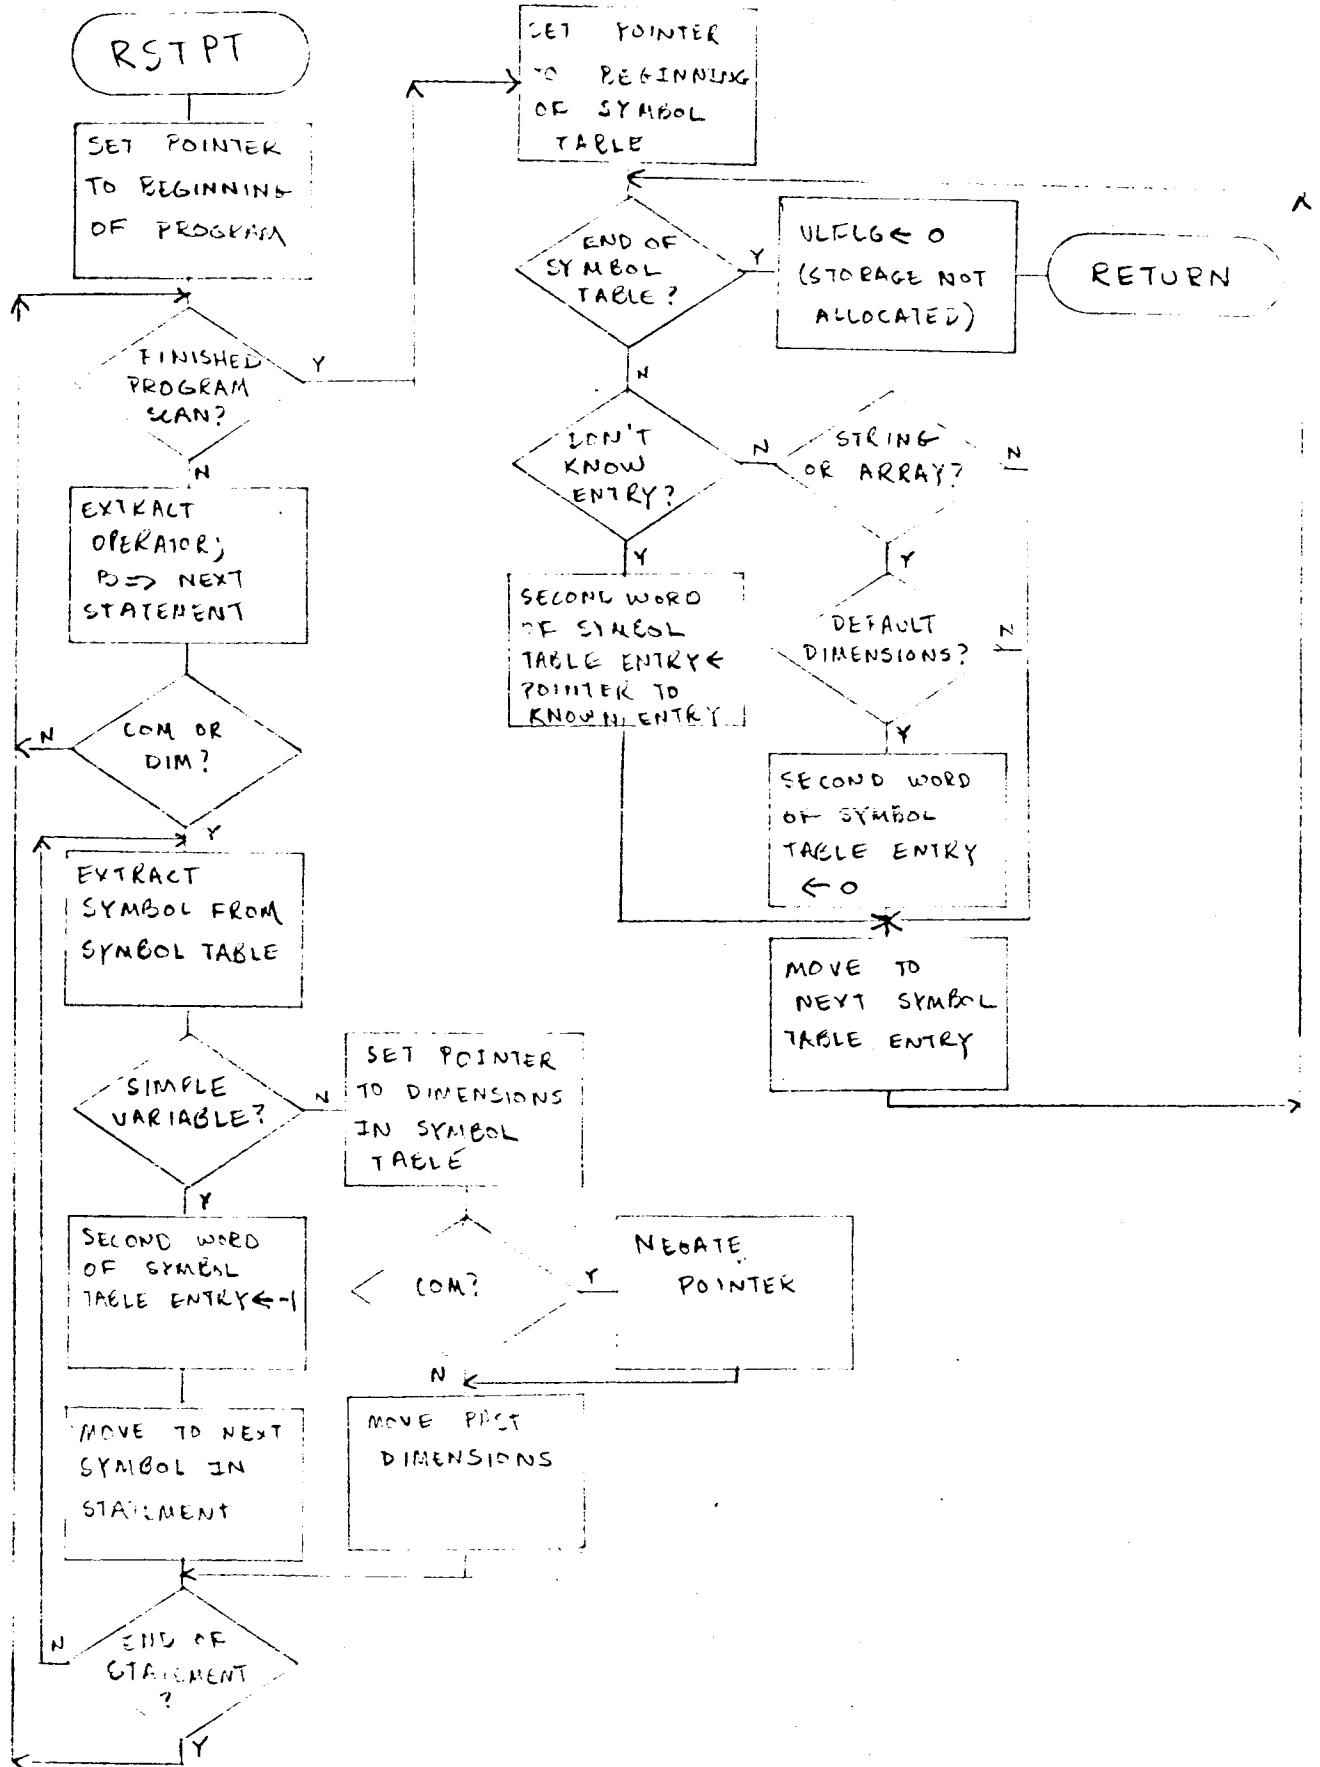 RSTPT
SET POINTER
TO BEGINNING
OF PROGRAM
FINISHED
PROGRAM
SCAN?
Y
N
EXTRACT
OPERATOR;
B=> NEXT
STATEMENT
COM OR
DIM?
N
Y
EXTRACT
SYMBOL FROM
SYMBOL TABLE
SIMPLE
VARIABLE?
N
Y
SECOND WORD
OF SYMBOL
TABLE ENTRY←-1
MOVE TO NEXT
SYMBOL IN
STATEMENT
END OF
STATEMENT
?
N
Y
SET POINTER
TO DIMENSIONS
IN SYMBOL
TABLE
COM?
Y
N
NEGATE
POINTER
MOVE PAST
DIMENSIONS
SET POINTER
TO BEGINNING
OF SYMBOL
TABLE
END OF
SYMBOL
TABLE?
Y
N
VLFLG← 0
(STORAGE NOT
ALLOCATED)
RETURN
DON'T
KNOW
ENTRY?
N
Y
SECOND WORD
OF SYMBOL
TABLE ENTRY←
POINTER TO
KNOWN ENTRY
STRING
OR ARRAY?
N
Y
DEFAULT
DIMENSIONS?
N
Y
SECOND WORD
OF SYMBOL
TABLE ENTRY
← 0
MOVE TO
NEXT SYMBOL
TABLE ENTRY